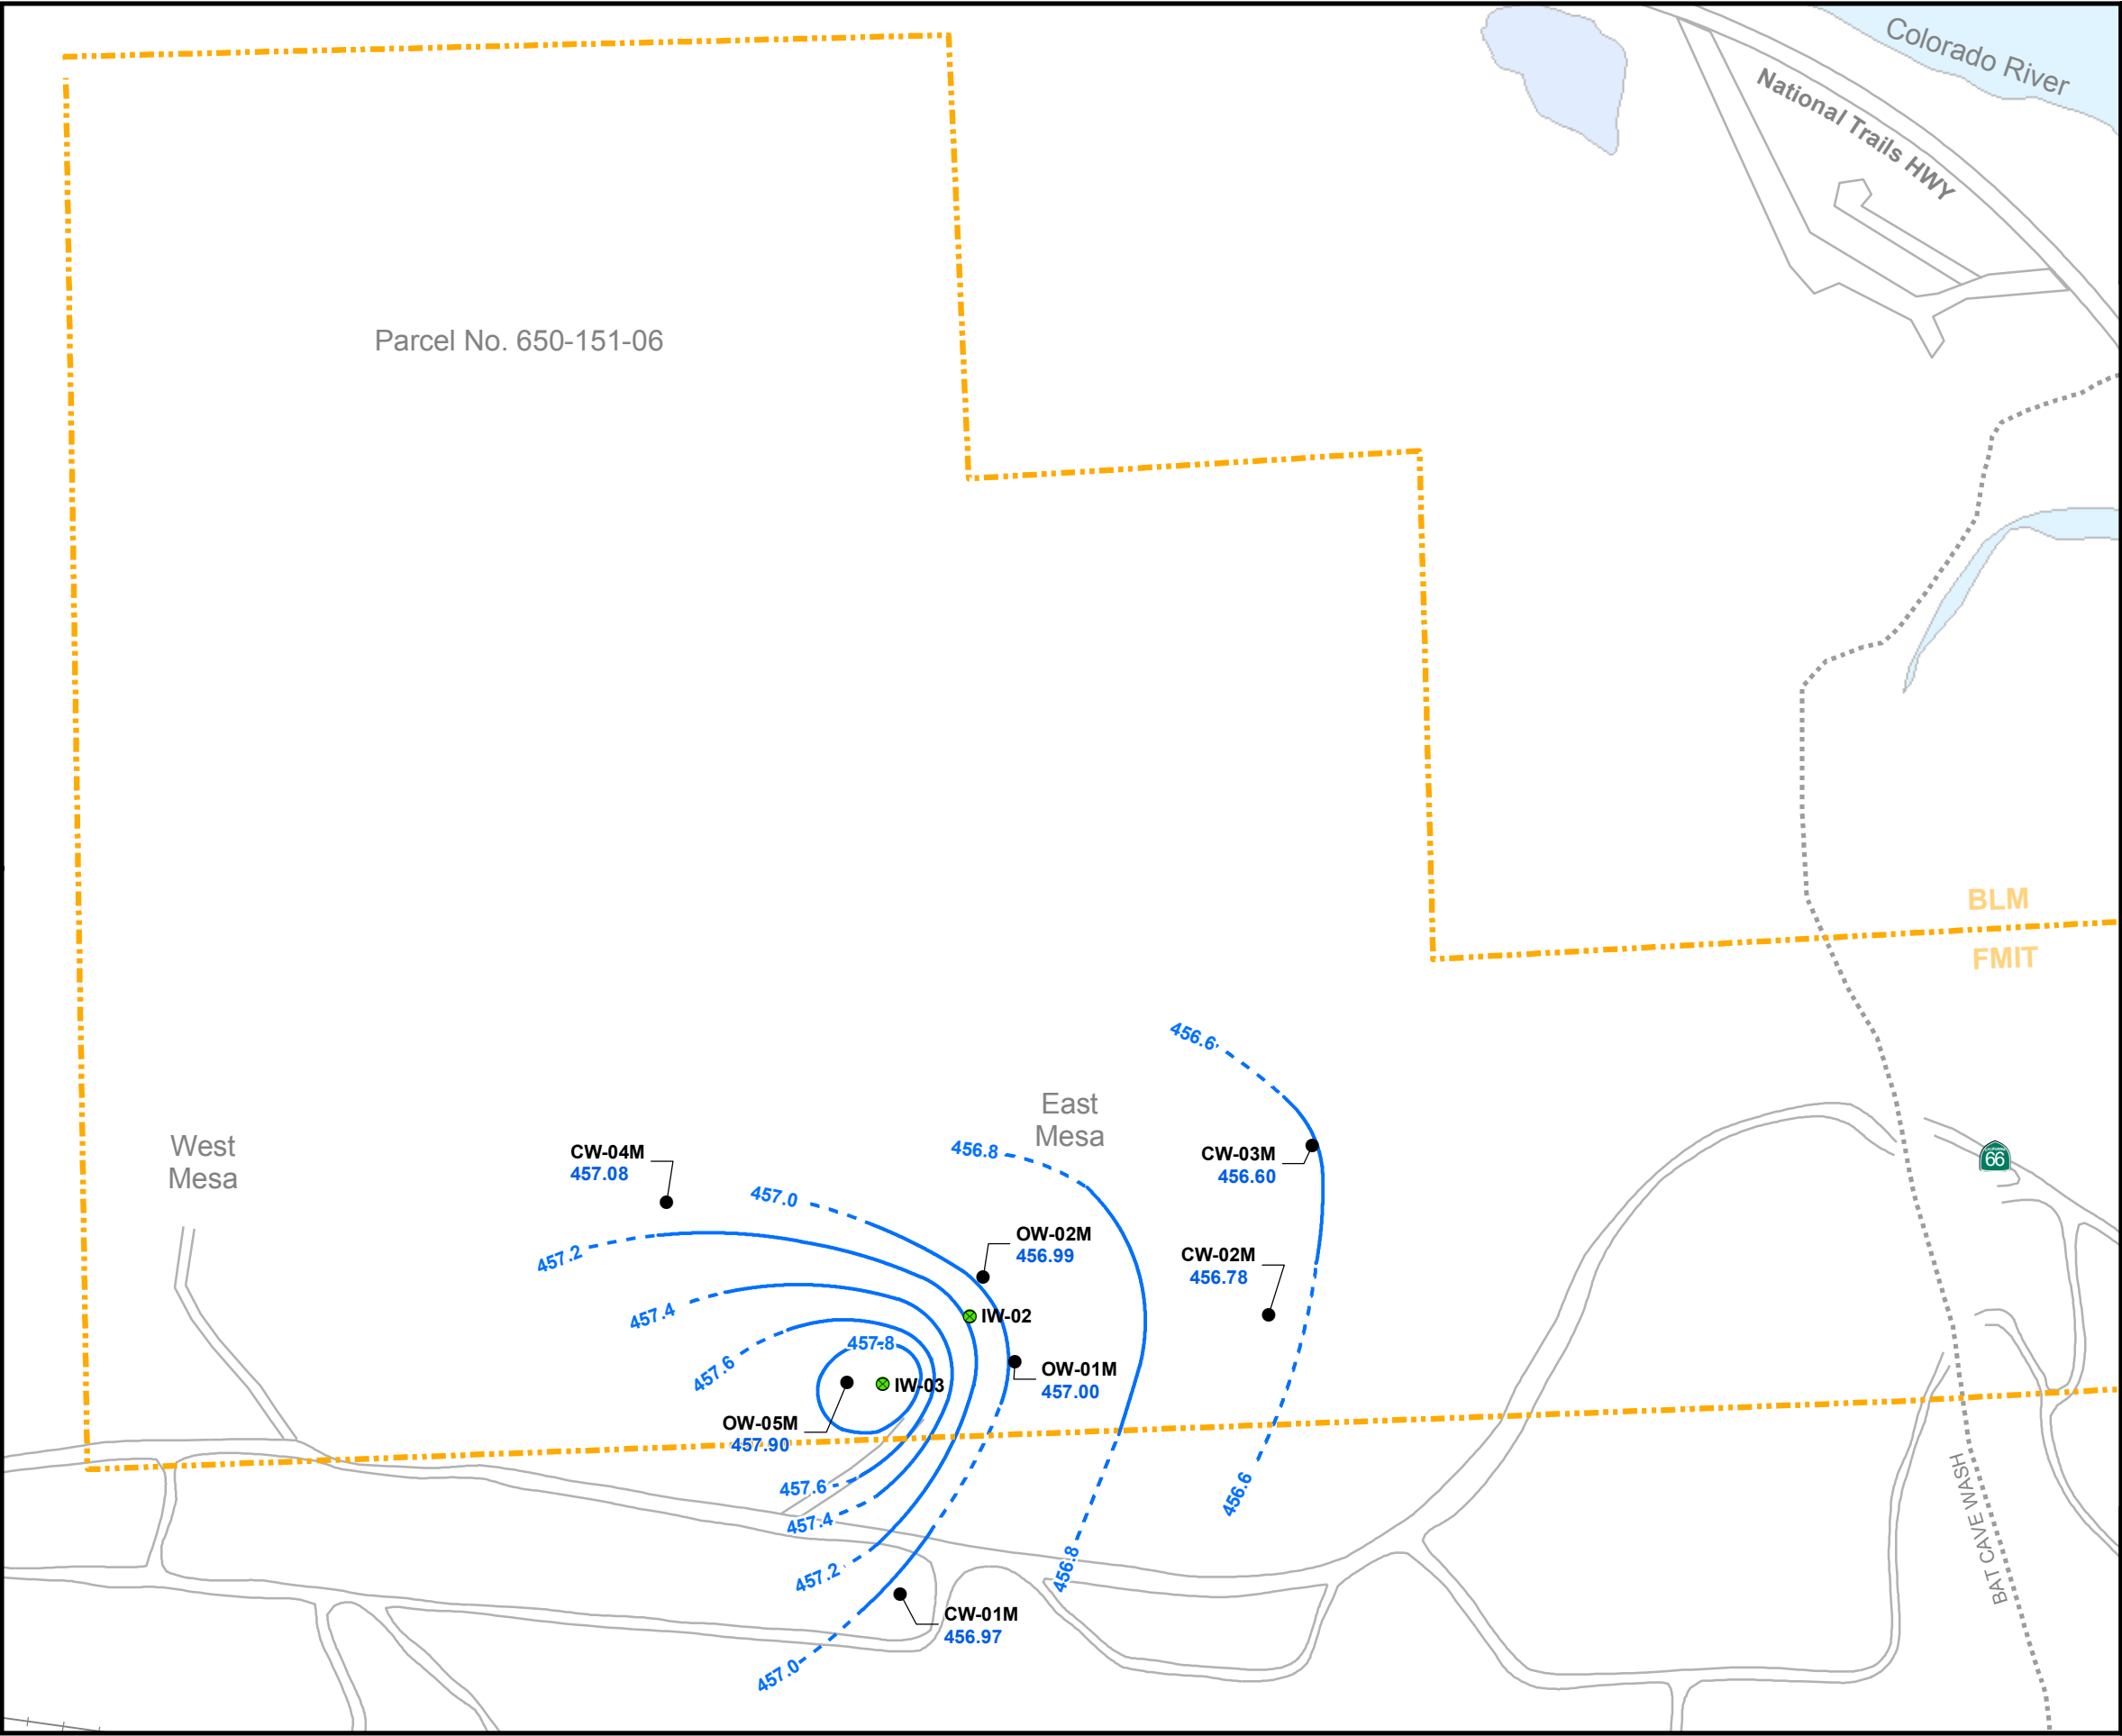 Colorado River
National Trails HWY
Parcel No. 650-151-06
BLM
FMIT
456.6
East
Mesa
West
Mesa
CW-04M
457.08
456.8
CW-03M
456.60
66
457.0
457.2
OW-02M
456.99
CW-02M
456.78
457.4
IW-02
457.8
457.6
IW-03
OW-01M
457.00
OW-05M
457.90
457.6
456.6
457.4
BAT CAVE WASH
457.2
456.8
CW-01M
456.97
457.0